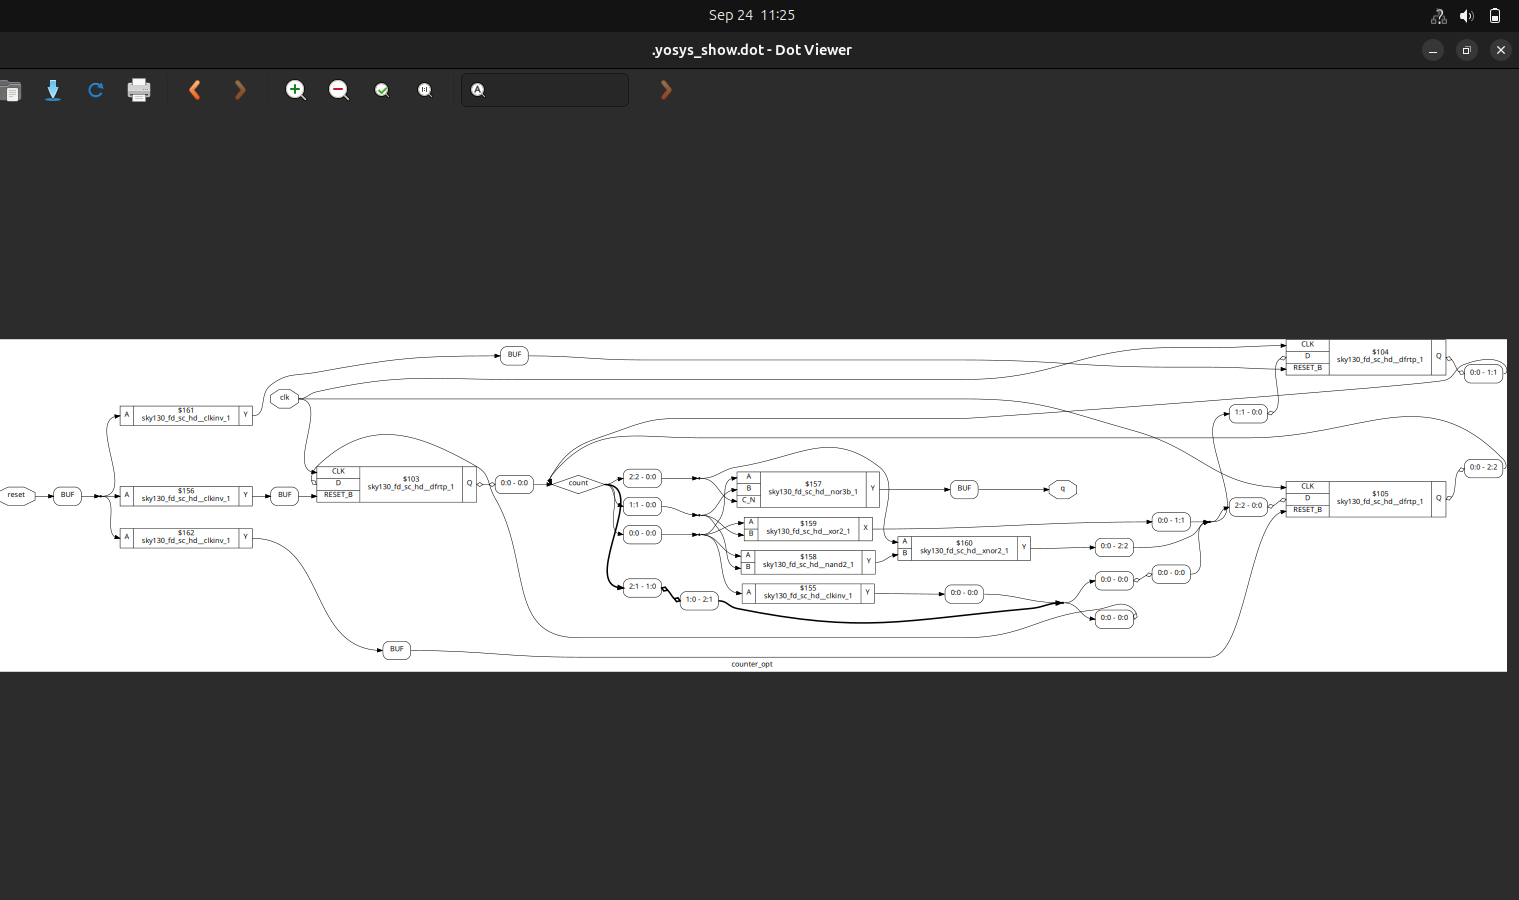 Sep 24 11:25
.yosys_show.dot - Dot Viewer
A
1:1
BUF
CLK
D
RESET_B
$104
sky130_fd_sc_hd__dfrtp_1
Q
0:0 - 1:1
clk
A
$161
sky130_fd_sc_hd__clkinv_1
Y
1:1 - 0:0
CLK
D
RESET_B
$103
sky130_fd_sc_hd__dfrtp_1
Q
0:0 - 0:0
count
2:2 - 0:0
1:1 - 0:0
0:0 - 0:0
A
B
C_N
$157
sky130_fd_sc_hd__nor3b_1
Y
BUF
q
0:0 - 2:2
reset
BUF
A
$156
sky130_fd_sc_hd__clkinv_1
Y
BUF
CLK
D
RESET_B
$105
sky130_fd_sc_hd__dfrtp_1
Q
2:2 - 0:0
A
B
$159
sky130_fd_sc_hd__xor2_1
X
0:0 - 1:1
A
$162
sky130_fd_sc_hd__clkinv_1
Y
A
B
$160
sky130_fd_sc_hd__xnor2_1
Y
0:0 - 2:2
A
B
$158
sky130_fd_sc_hd__nand2_1
Y
0:0 - 0:0
0:0 - 0:0
2:1 - 1:0
1:0 - 2:1
A
$155
sky130_fd_sc_hd__clkinv_1
Y
0:0 - 0:0
0:0 - 0:0
BUF
counter_opt